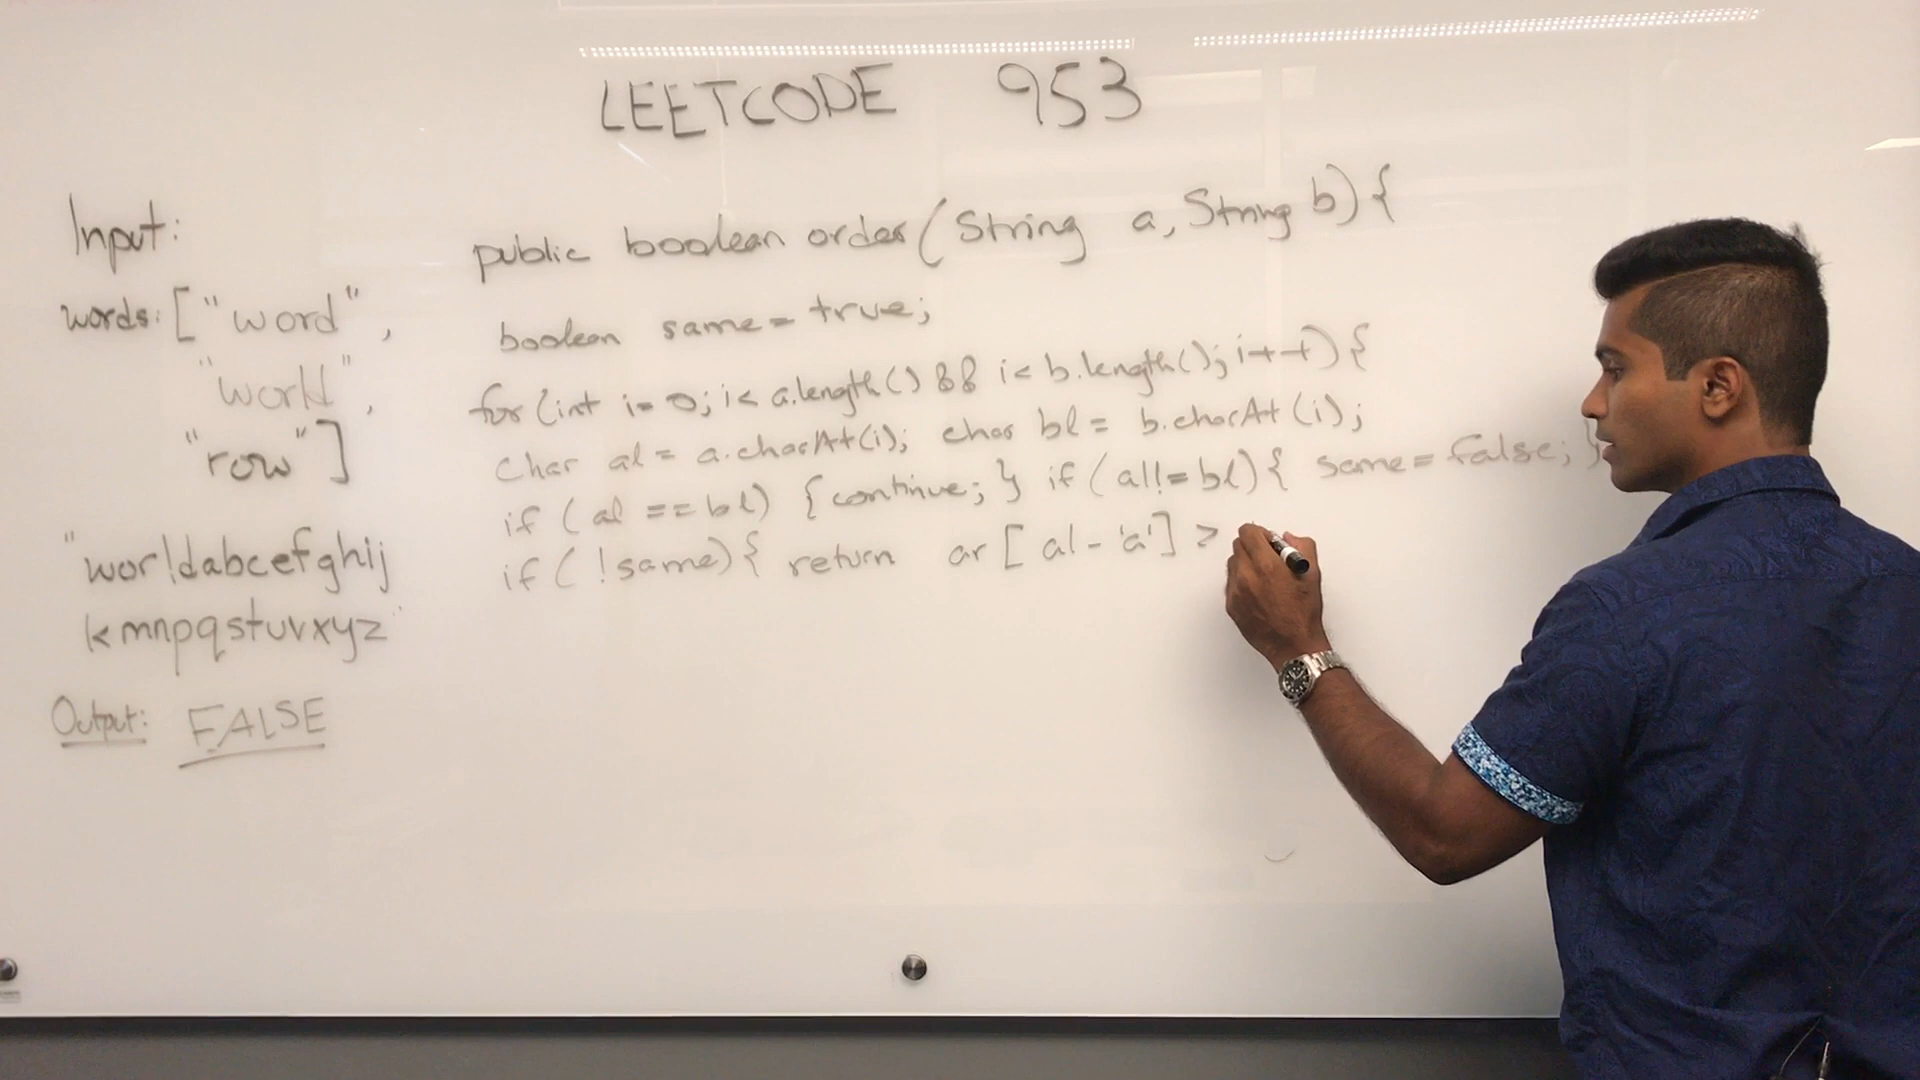 LEETCODE 953
Input:
words: ["word",
"world",
"row"]
"worldabcefghij
kmnpqstuvxyz"
Output: FALSE
public boolean order(String a, String b){
boolean same = true;
for(int i=0; i< a.length() && i< b.length(); i++){
char al = a.charAt(i); char bl = b.charAt(i);
if (al == bl) {continue;} if (al != bl){ same = false; }
if (!same){ return ar[al-'a'] >